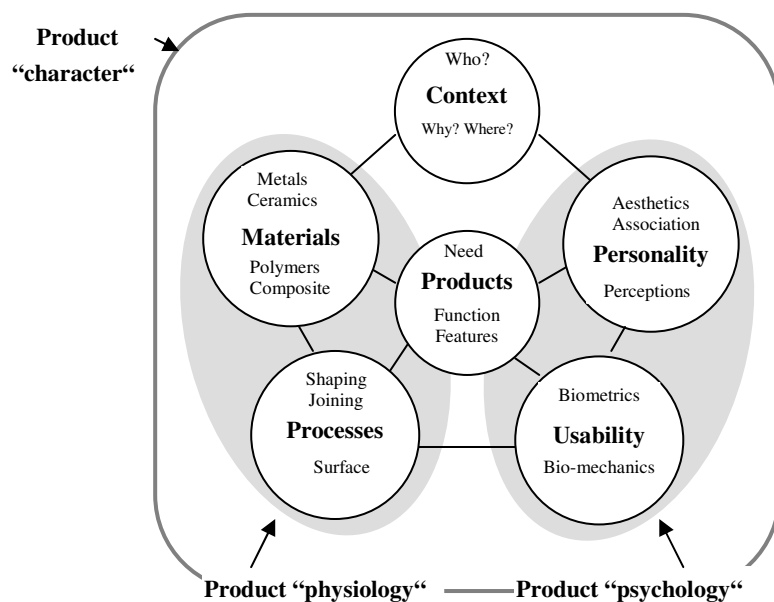 Product
“character“
Who?
Context
Why? Where?
Metals
Ceramics
Materials
Polymers
Composite
Aesthetics
Association
Personality
Perceptions
Need
Products
Function
Features
Shaping
Joining
Processes
Surface
Biometrics
Usability
Bio-mechanics
Product “physiology“
Product “psychology“